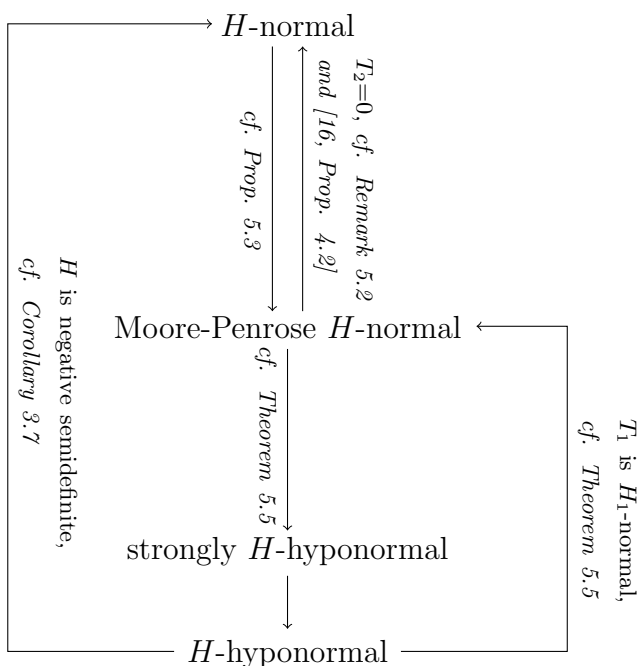 H-normal
T₂=0, cf. Remark 5.2
and [16, Prop. 4.2]
cf. Prop. 5.3
H is negative semidefinite,
cf. Corollary 3.7
Moore-Penrose H-normal
cf. Theorem 5.5
T₁ is H₁-normal,
cf. Theorem 5.5
strongly H-hyponormal
H-hyponormal